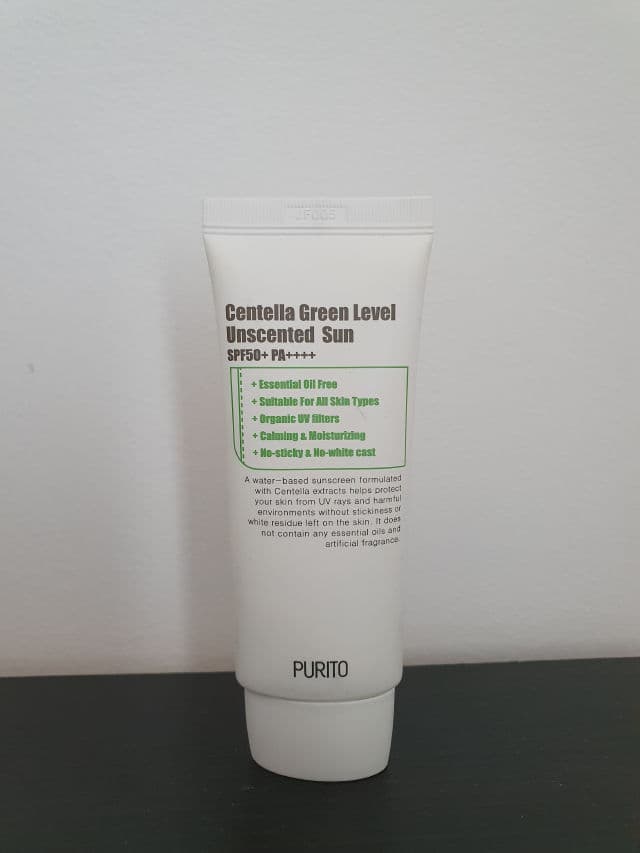 JF005
Centella Green Level
Unscented Sun
SPF50+ PA++++
+ Essential Oil Free
+ Suitable For All Skin Types
+ Organic UV filters
+ Calming & Moisturizing
+ No-sticky & No-white cast
A water-based sunscreen formulated
with Centella extracts helps protect
your skin from UV rays and harmful
environments without stickiness or
white residue left on the skin. It does
not contain any essential oils and
artificial fragrance.
PURITO